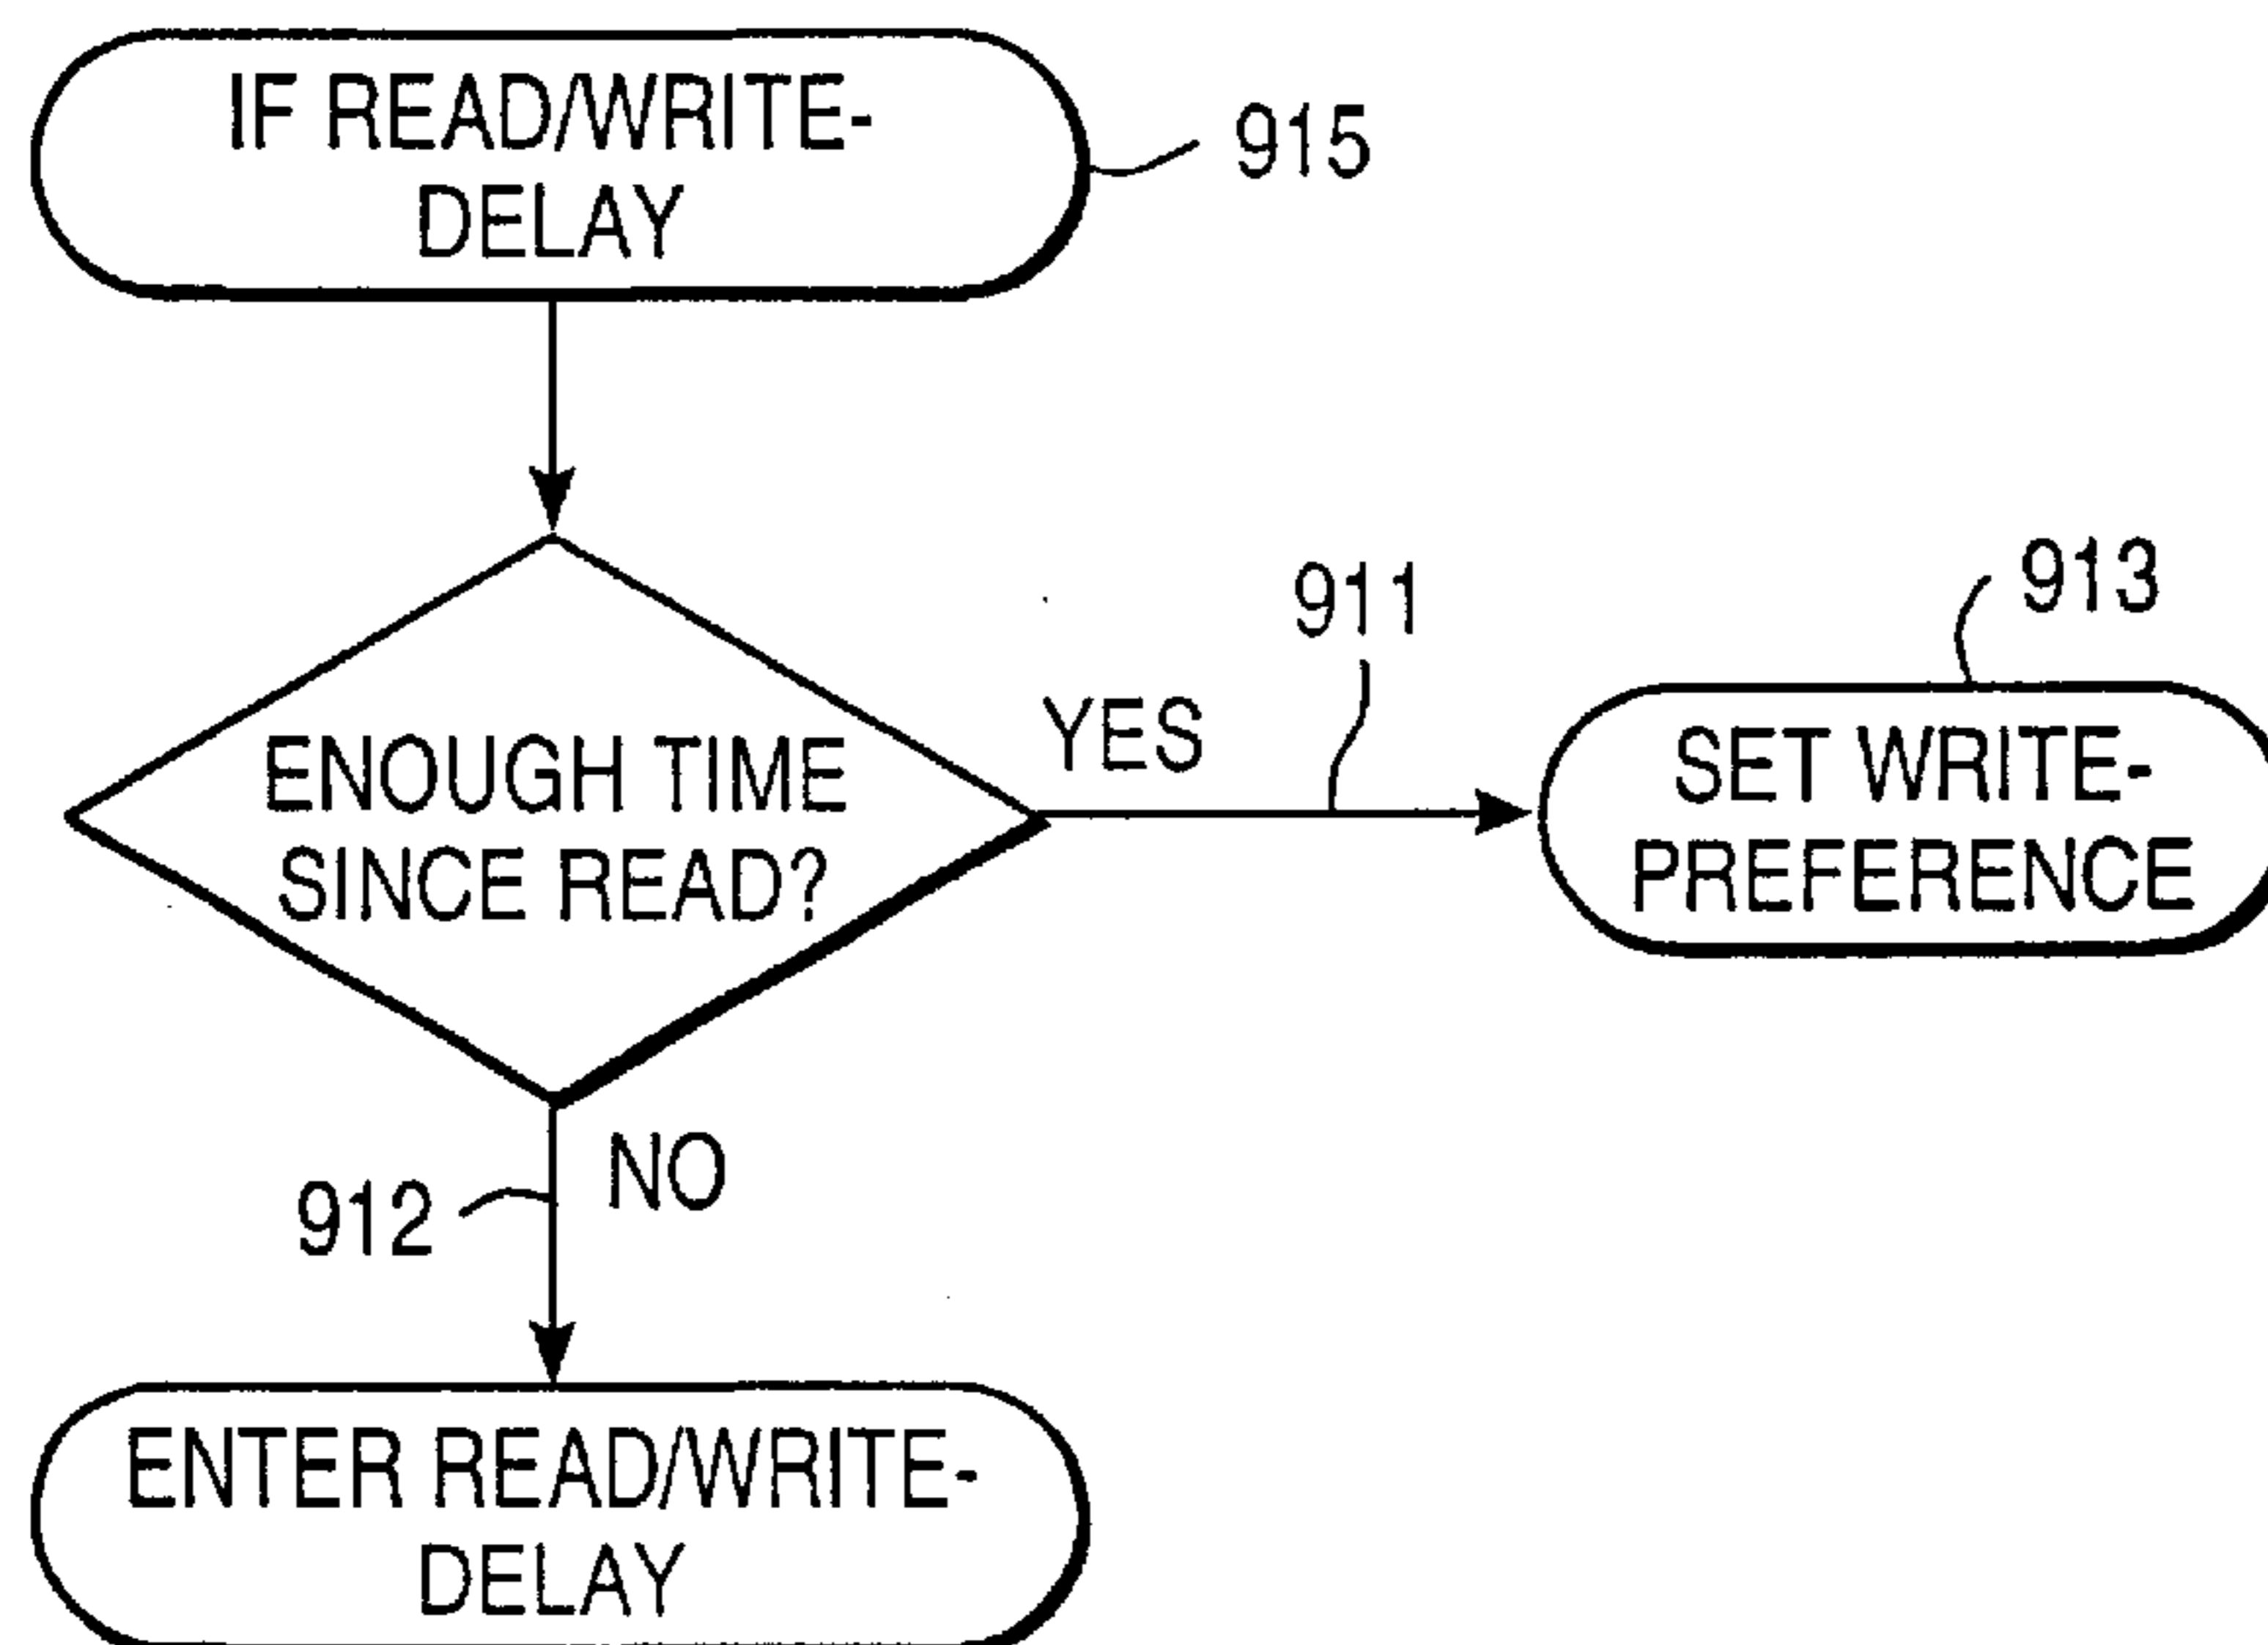 IF READ/WRITE-
DELAY
915
ENOUGH TIME
SINCE READ?
YES
911
913
SET WRITE-
PREFERENCE
NO
912
ENTER READ/WRITE-
DELAY